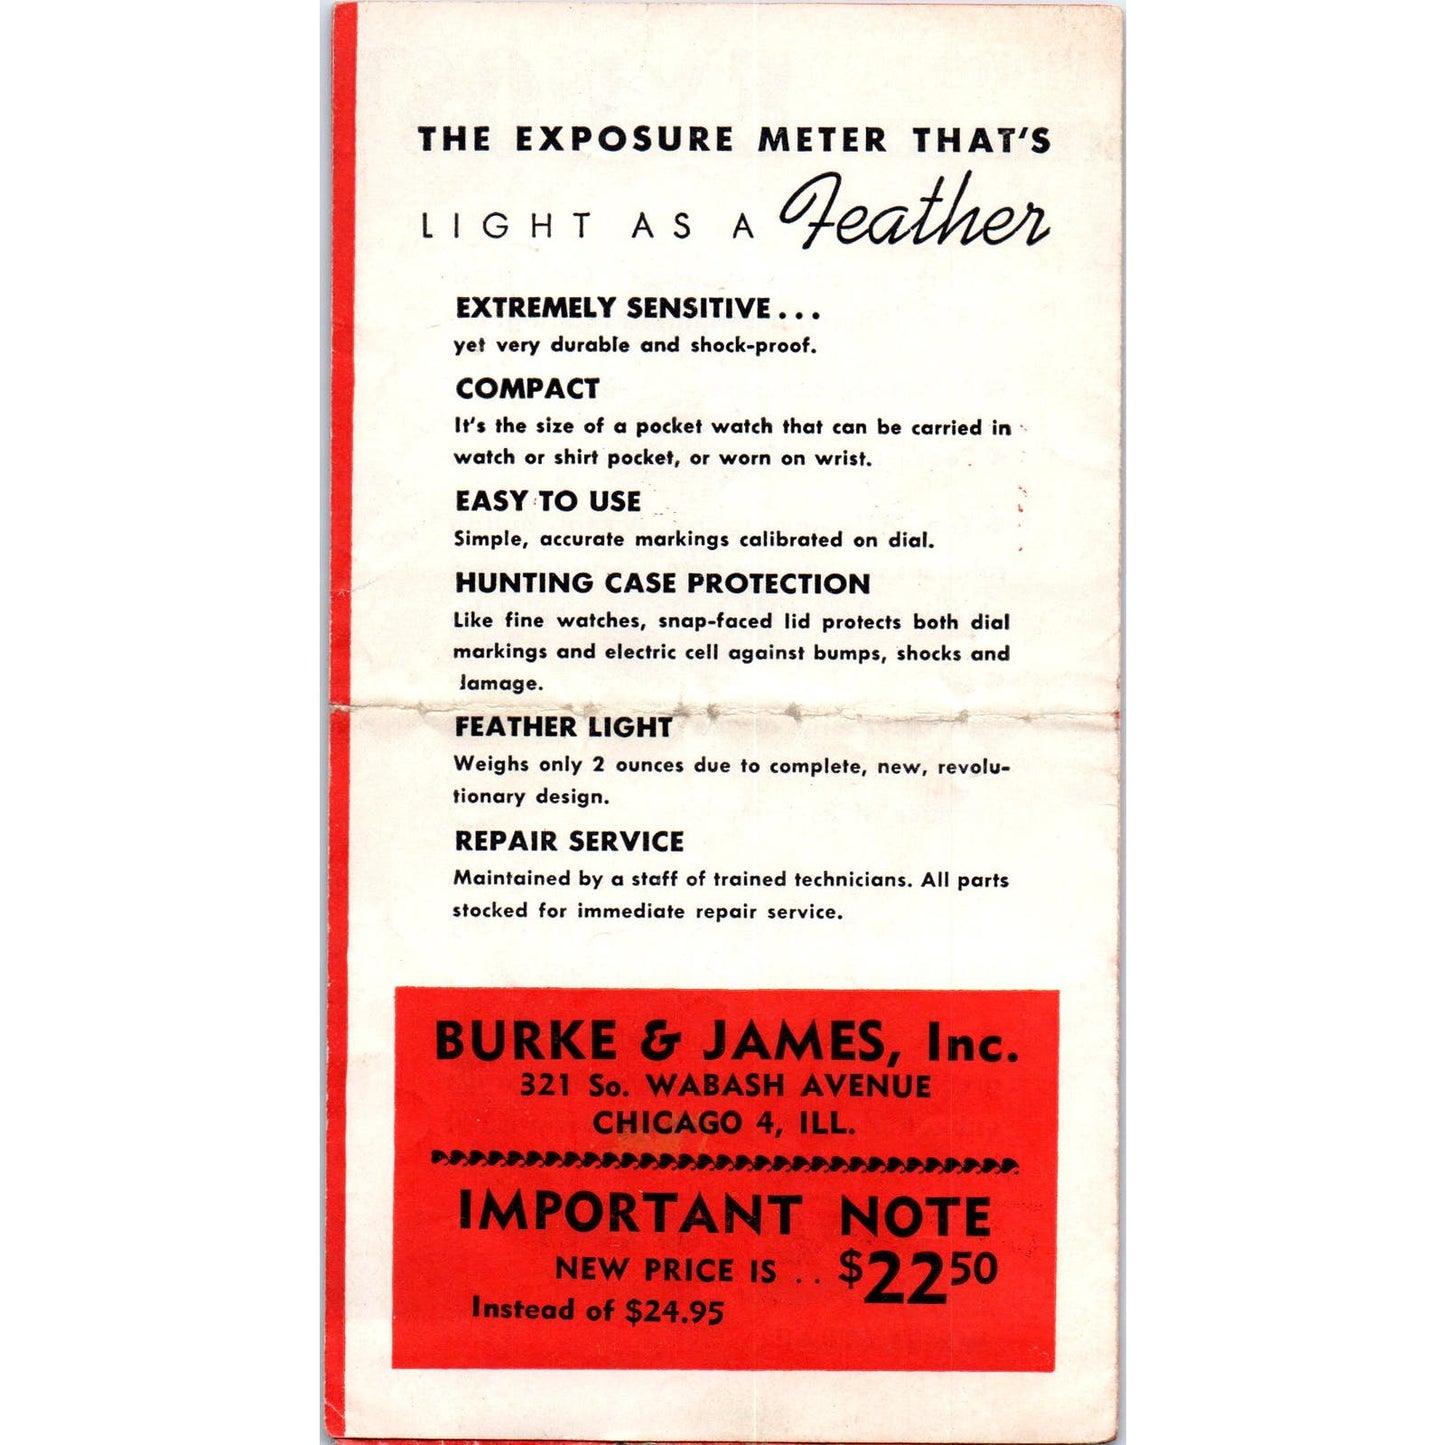 THE EXPOSURE METER THAT'S
LIGHT AS A Feather
EXTREMELY SENSITIVE...
yet very durable and shock-proof.
COMPACT
It's the size of a pocket watch that can be carried in
watch or shirt pocket, or worn on wrist.
EASY TO USE
Simple, accurate markings calibrated on dial.
HUNTING CASE PROTECTION
Like fine watches, snap-faced lid protects both dial
markings and electric cell against bumps, shocks and
damage.
FEATHER LIGHT
Weighs only 2 ounces due to complete, new, revolu-
tionary design.
REPAIR SERVICE
Maintained by a staff of trained technicians. All parts
stocked for immediate repair service.
BURKE & JAMES, Inc.
321 So. WABASH AVENUE
CHICAGO 4, ILL.
IMPORTANT NOTE
NEW PRICE IS .. $2250
Instead of $24.95